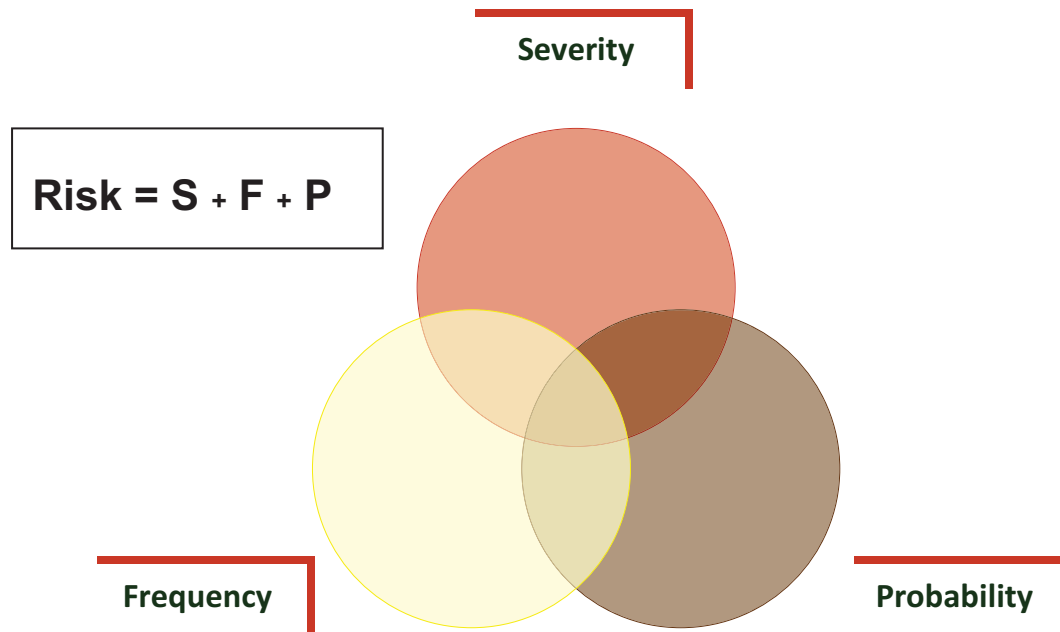 Severity
Risk = S + F + P
Frequency
Probability